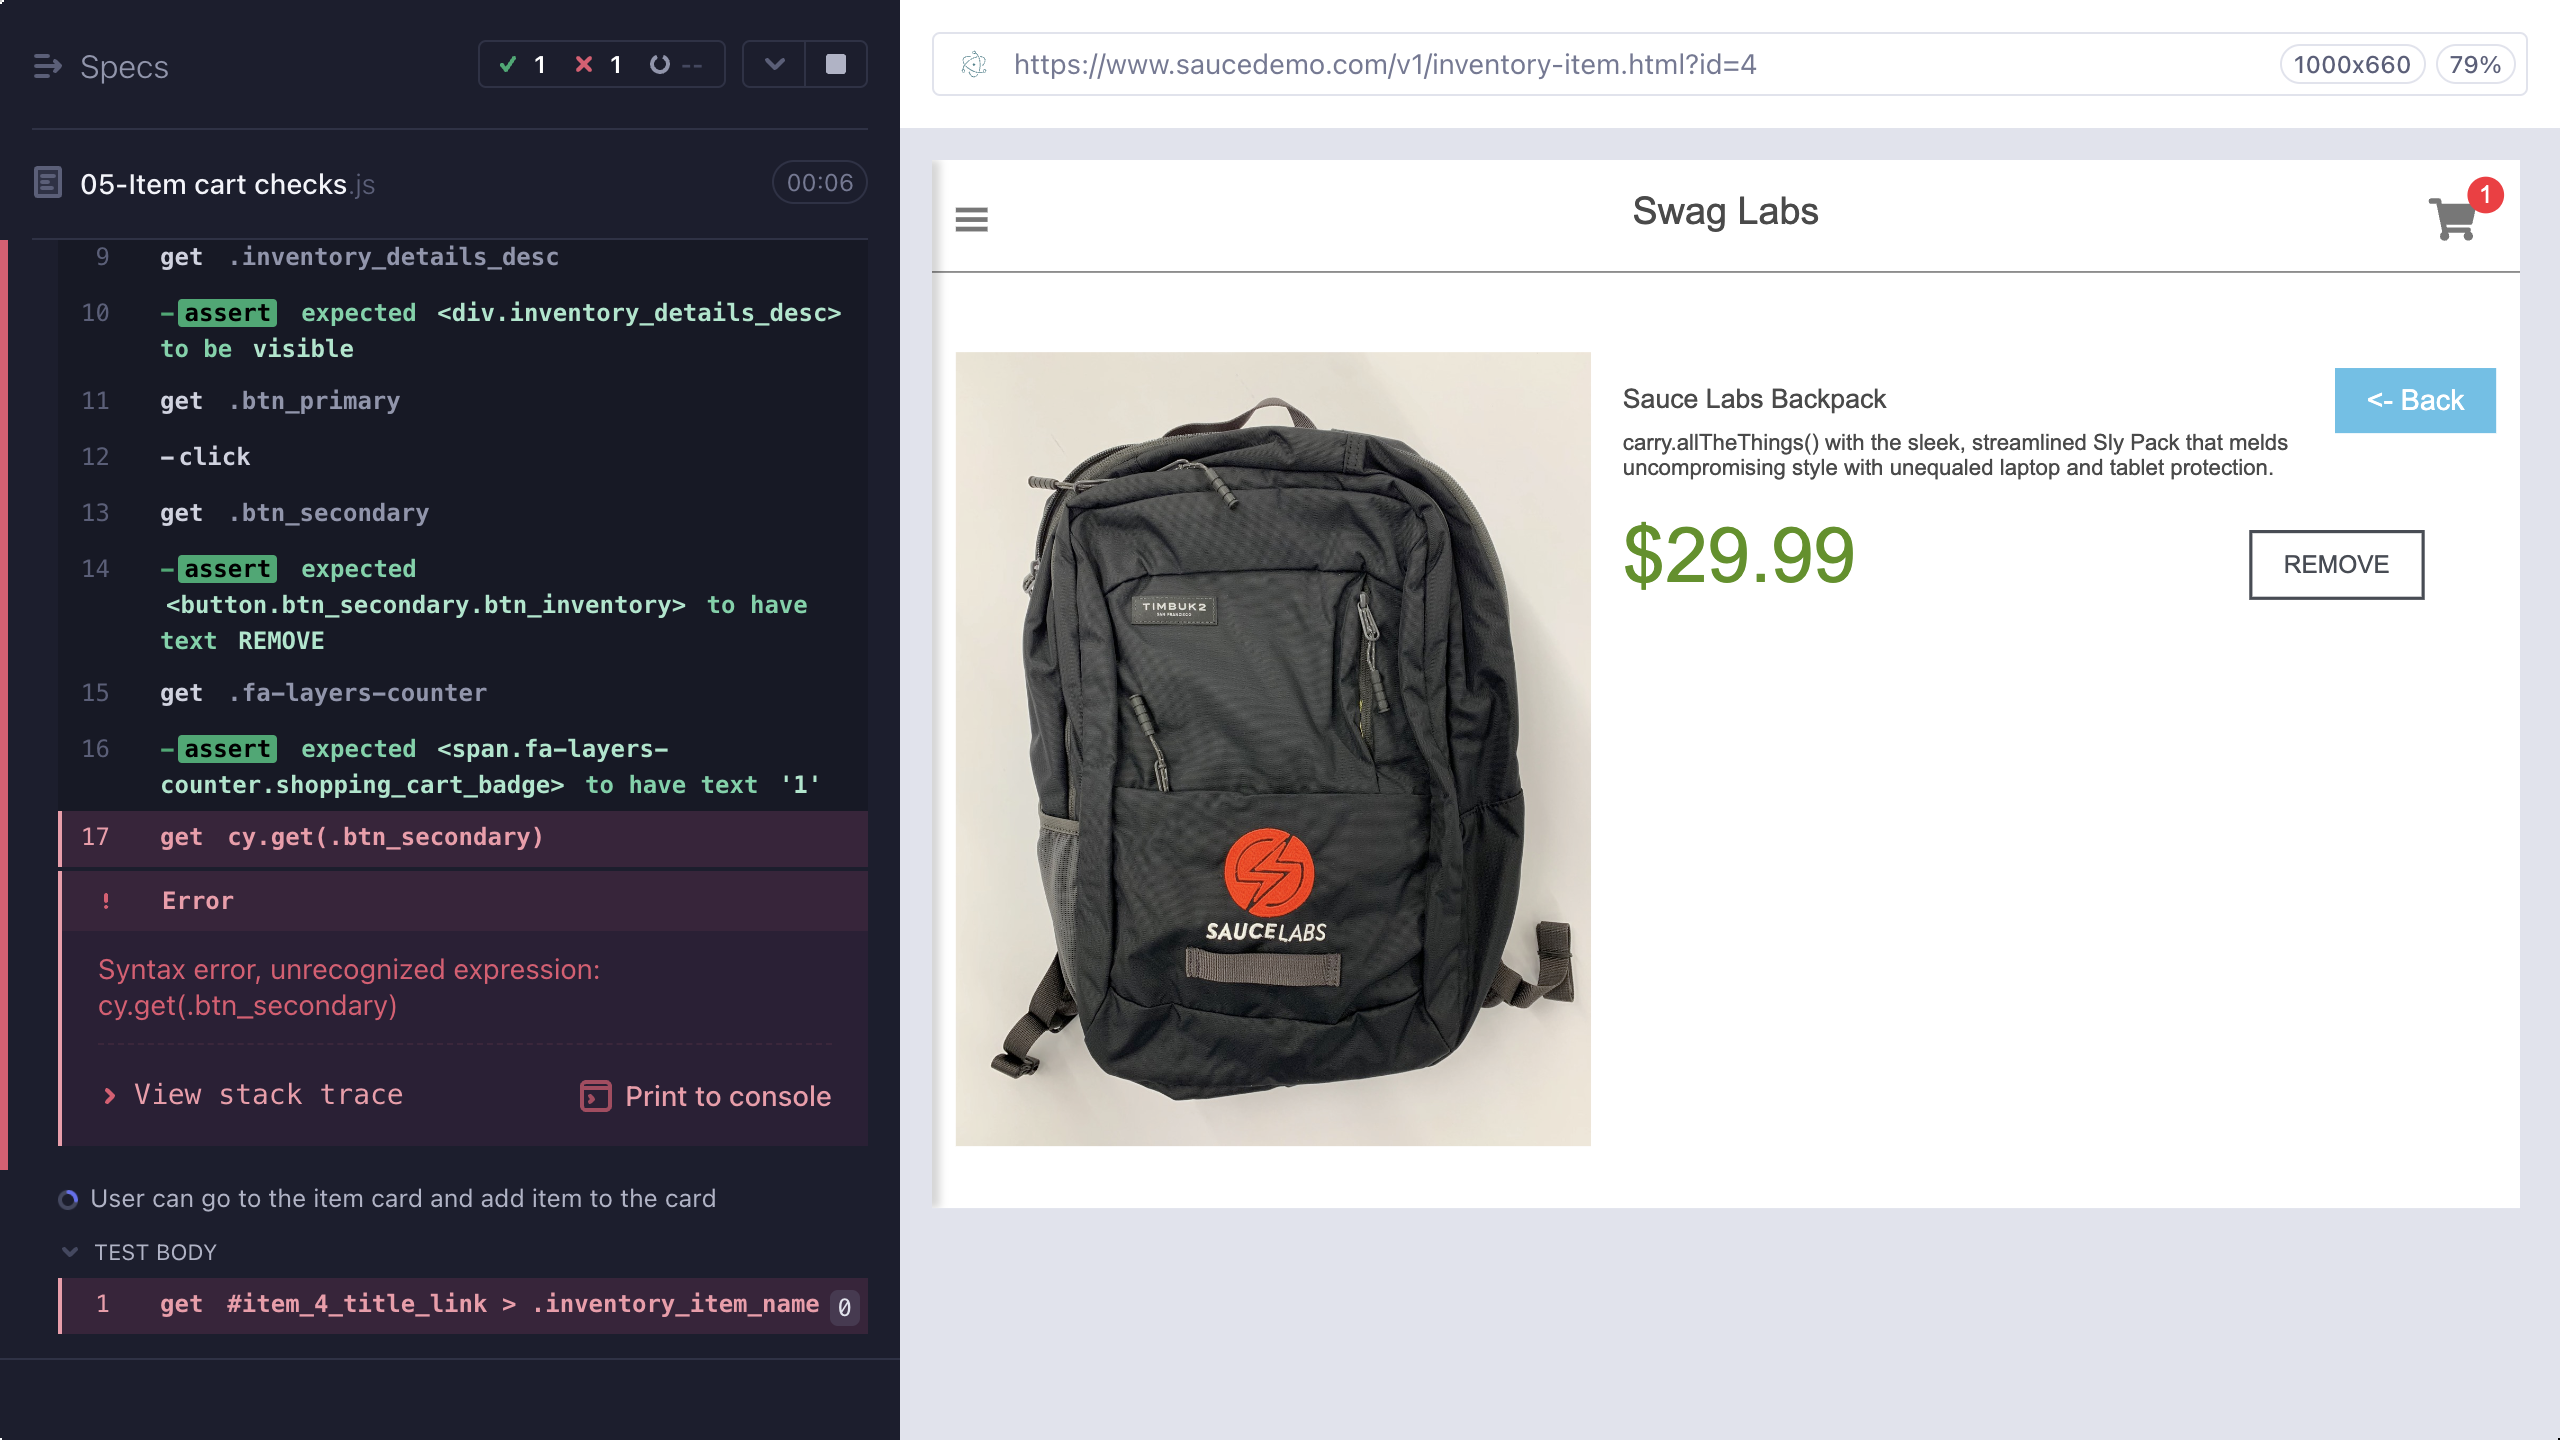 Specs
1
1
--
05-Item cart checks.js
00:06
9 get .inventory_details_desc
10 -assert expected <div.inventory_details_desc>
to be visible
11 get .btn_primary
12 -click
13 get .btn_secondary
14 -assert expected
<button.btn_secondary.btn_inventory> to have
text REMOVE
15 get .fa-layers-counter
16 -assert expected <span.fa-layers-
counter.shopping_cart_badge> to have text '1'
17 get cy.get(.btn_secondary)
! Error
Syntax error, unrecognized expression:
cy.get(.btn_secondary)
View stack trace
Print to console
User can go to the item card and add item to the card
TEST BODY
1 get #item_4_title_link > .inventory_item_name 0
https://www.saucedemo.com/v1/inventory-item.html?id=4
1000x660
79%
Swag Labs
1
TIMBUK2
SAN FRANCISCO
SAUCELABS
Sauce Labs Backpack
<- Back
carry.allTheThings() with the sleek, streamlined Sly Pack that melds
uncompromising style with unequaled laptop and tablet protection.
$29.99
REMOVE